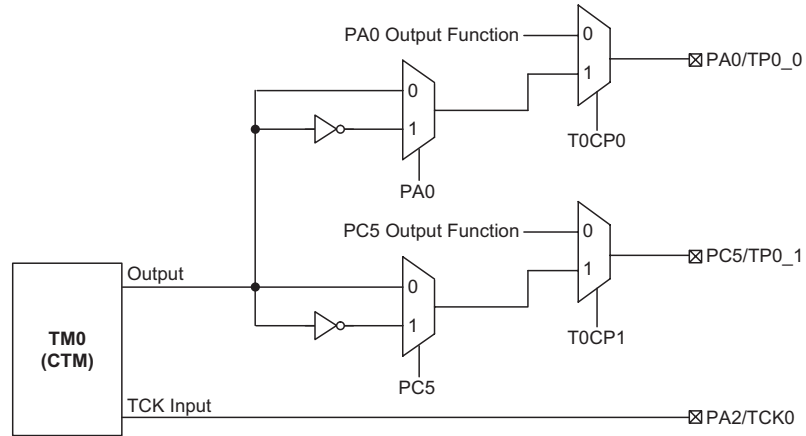 PA0 Output Function
0
1
PA0/TP0_0
0
1
T0CP0
PA0
PC5 Output Function
0
1
PC5/TP0_1
Output
0
1
T0CP1
PC5
TM0
(CTM)
TCK Input
PA2/TCK0